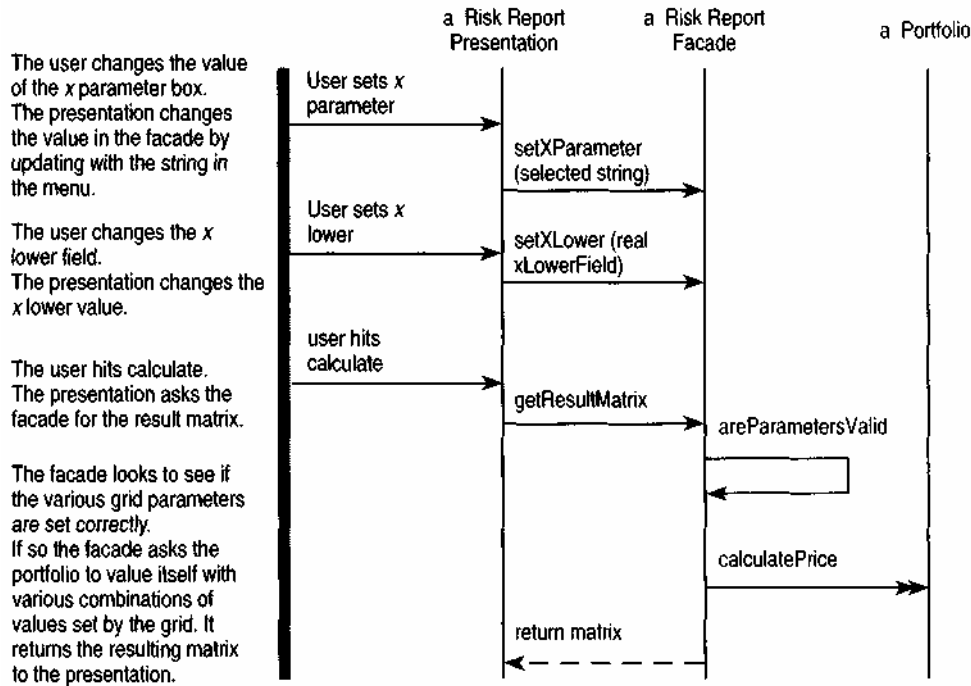 a Risk Report
Presentation
a Risk Report
Facade
a Portfolio
The user changes the value
of the x parameter box.
The presentation changes
the value in the facade by
updating with the string in
the menu.
User sets x
parameter
setXParameter
(selected string)
The user changes the x
lower field.
The presentation changes the
x lower value.
User sets x
lower
setXLower (real
xLowerField)
The user hits calculate.
The presentation asks the
facade for the result matrix.
user hits
calculate
getResultMatrix
areParametersValid
The facade looks to see if
the various grid parameters
are set correctly.
If so the facade asks the
portfolio to value itself with
various combinations of
values set by the grid. It
returns the resulting matrix
to the presentation.
calculatePrice
return matrix